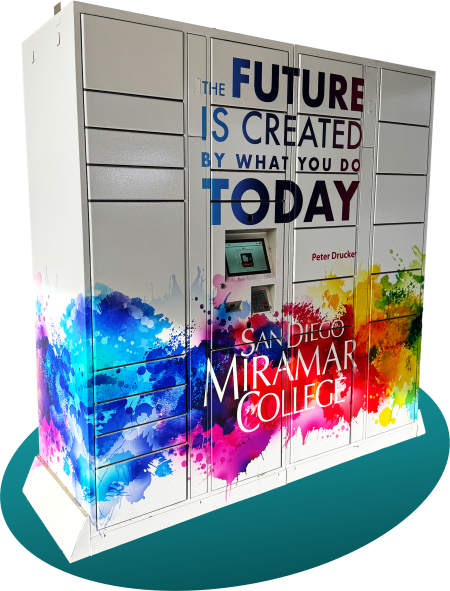 THE FUTURE
IS CREATED
BY WHAT YOU DO
TODAY
Peter Drucker
SAN DIEGO
MIRAMAR
COLLEGE